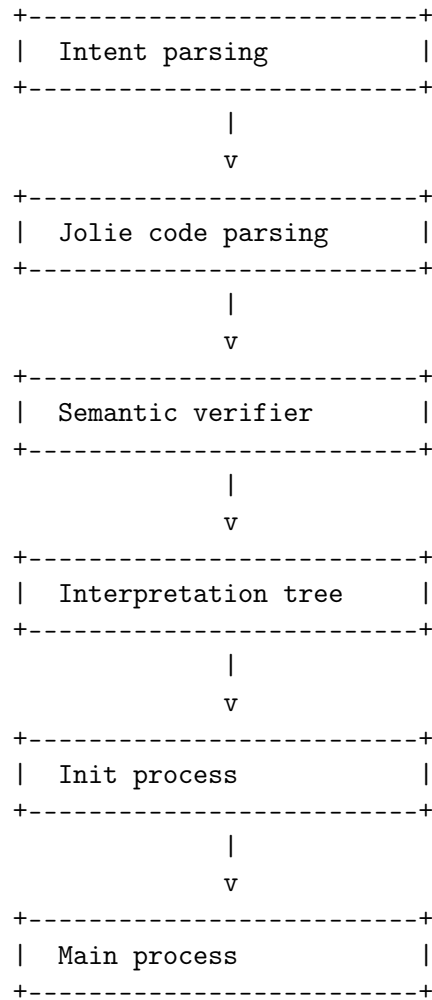 Intent parsing
Jolie code parsing
Semantic verifier
Interpretation tree
Init process
Main process